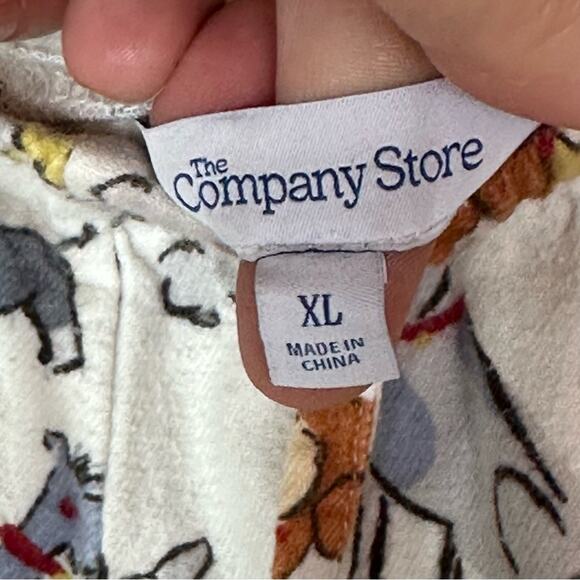 The
Company Store
XL
MADE IN
CHINA